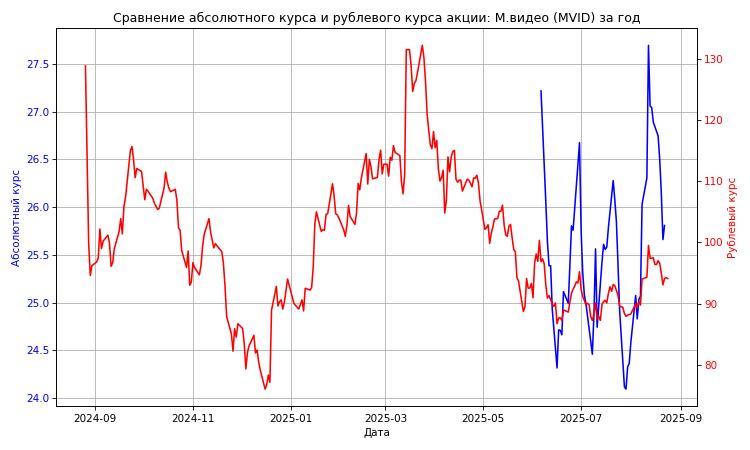 Сравнение абсолютного курса и рублевого курса акции: М.видео (MVID) за год
27.5
27.0
26.5
26.0
25.5
25.0
24.5
24.0
Абсолютный курс
130
120
110
100
90
80
Рублевый курс
2024-09 2024-11 2025-01 2025-03 2025-05 2025-07 2025-09
Дата